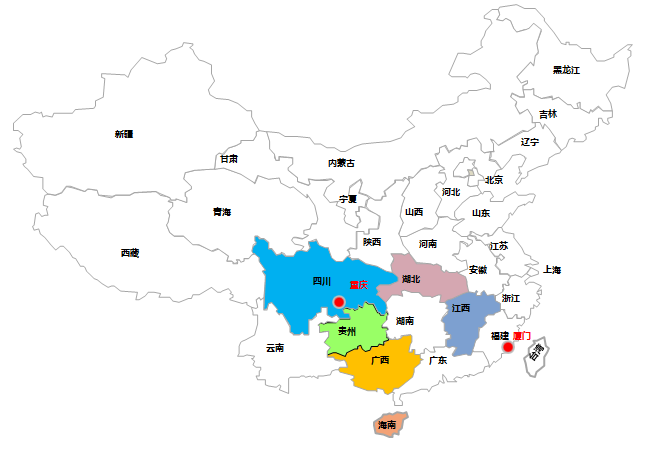 黑龙江
吉林
新疆
辽宁
甘肃
内蒙古
北京
河北
宁夏
青海
山西
山东
陕西
河南
江苏
西藏
安徽
上海
四川
重庆
湖北
浙江
江西
湖南
贵州
福建 厦门
云南
台湾
广西
广东
海南